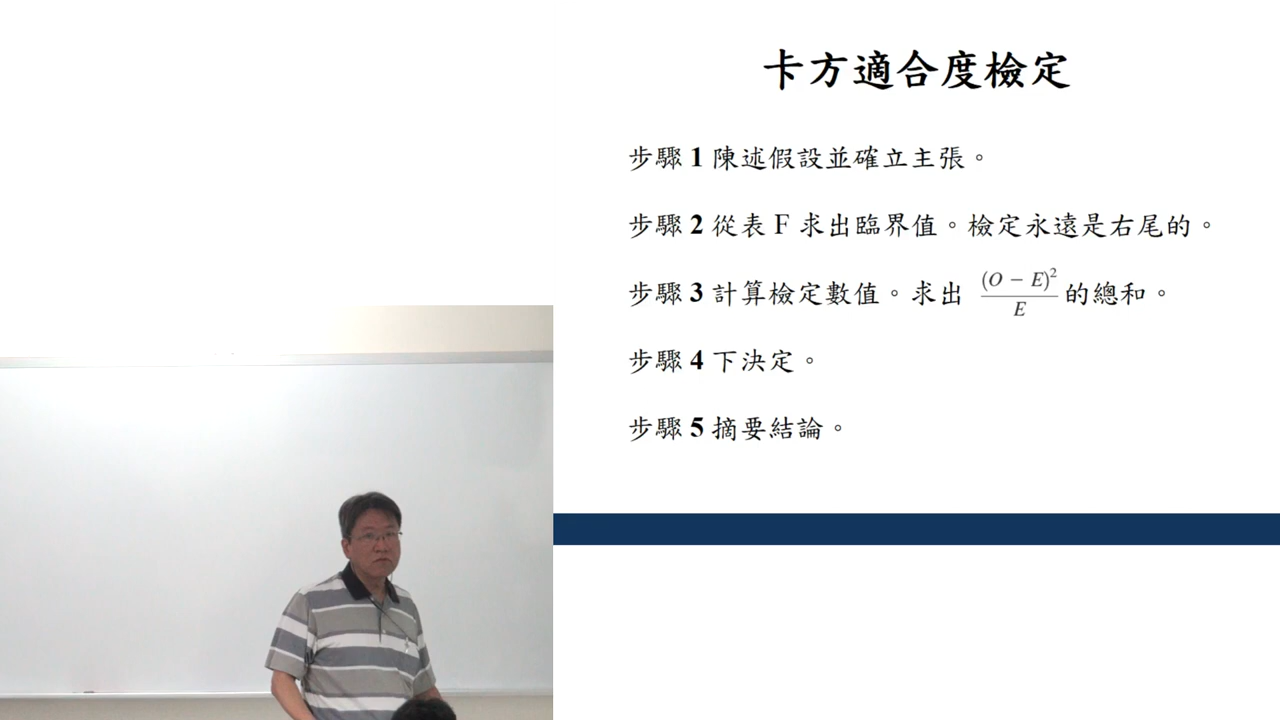 卡方適合度檢定
步驟 1 陳述假設並確立主張。
步驟 2 從表 F 求出臨界值。檢定永遠是右尾的。
步驟 3 計算檢定數值。求出 (O − E)²/E 的總和。
步驟 4 下決定。
步驟 5 摘要結論。